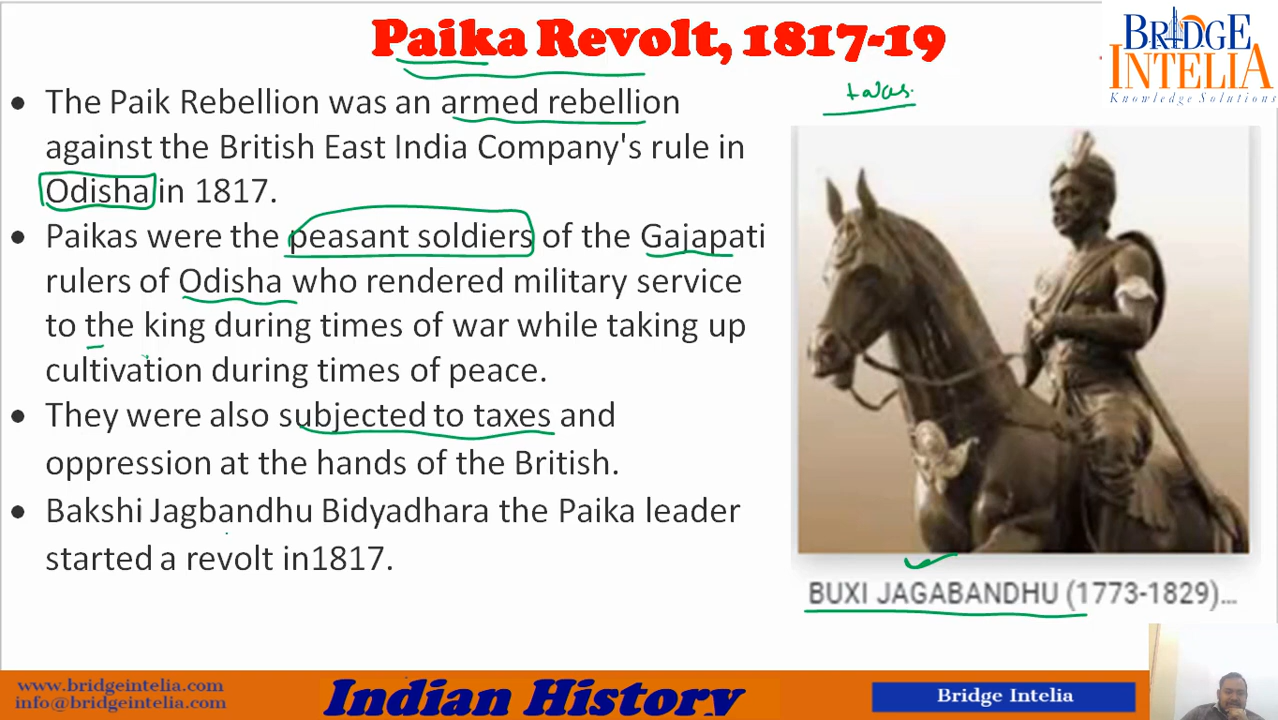 Paika Revolt, 1817-19
BRIDGE
INTELIA
Knowledge Solutions
• The Paik Rebellion was an armed rebellion
against the British East India Company's rule in
Odisha in 1817.
• Paikas were the peasant soldiers of the Gajapati
rulers of Odisha who rendered military service
to the king during times of war while taking up
cultivation during times of peace.
• They were also subjected to taxes and
oppression at the hands of the British.
• Bakshi Jagbandhu Bidyadhara the Paika leader
started a revolt in1817.
BUXI JAGABANDHU (1773-1829)...
www.bridgeintelia.com
info@bridgeintelia.com
Indian History
Bridge Intelia